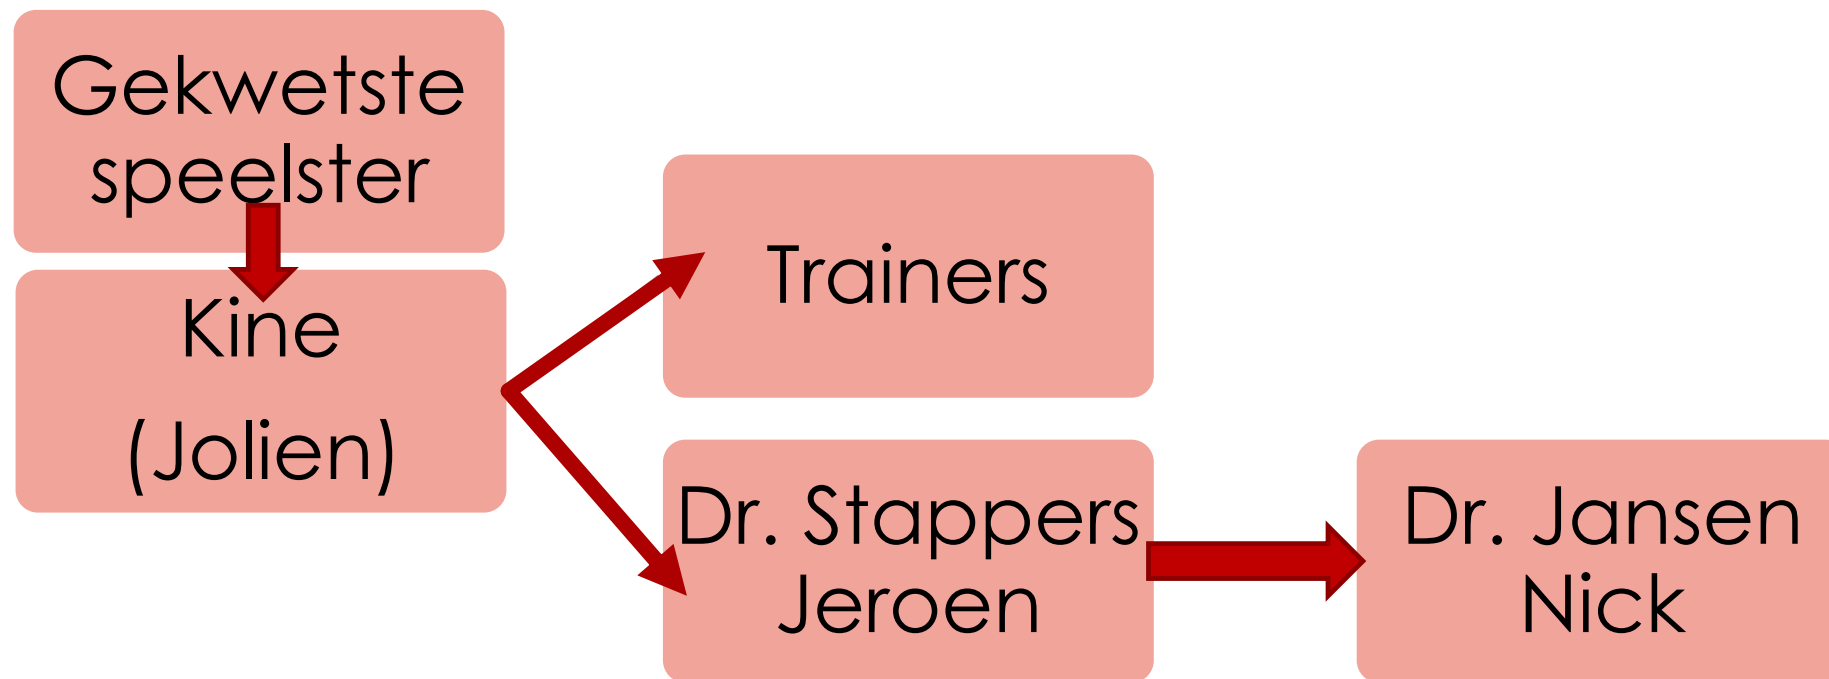 Gekwetste
speelster
Kine
(Jolien)
Trainers
Dr. Stappers
Jeroen
Dr. Jansen
Nick